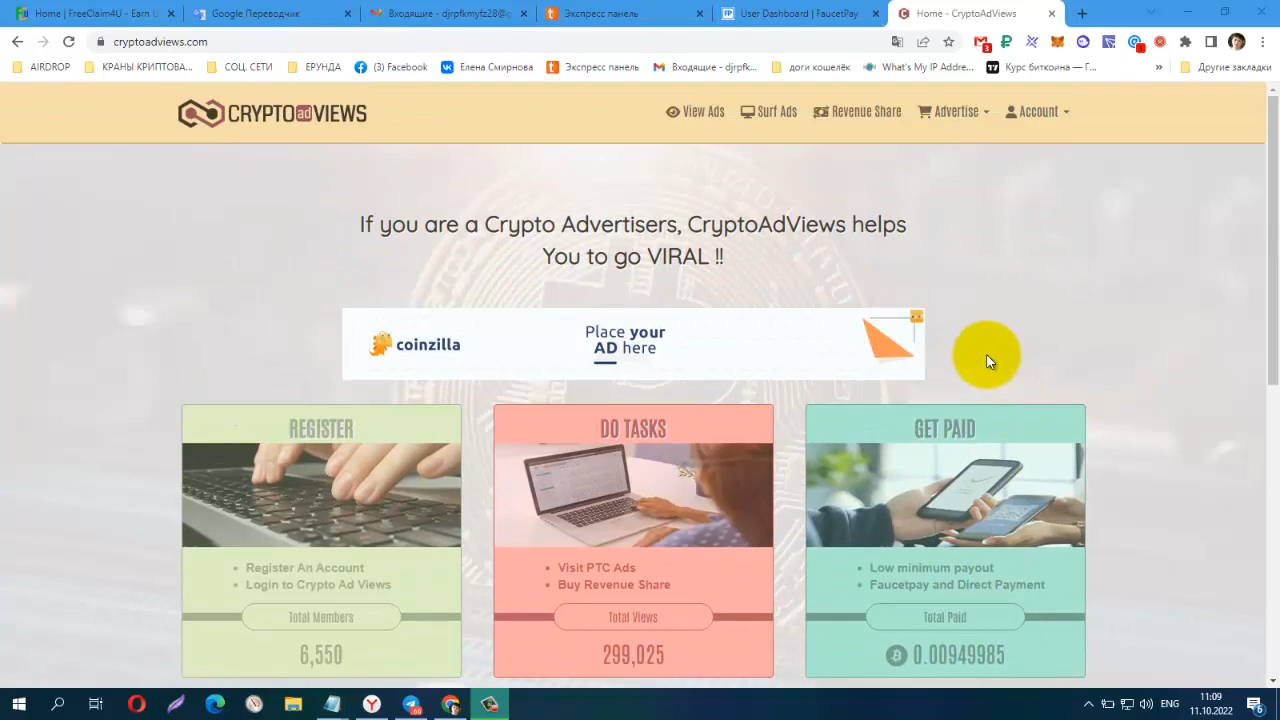 Home | FreeClaim4U - Earn U
Google Переводчик
Входящие - djrpfkmyfz28@g
Экспресс панель
User Dashboard | FaucetPay
Home - CryptoAdViews
cryptoadviews.com
3
1
AIRDROP
КРАНЫ КРИПТОВА...
СОЦ. СЕТИ
ЕРУНДА
(3) Facebook
Елена Смирнова
Экспресс панель
Входящие - djrpfk...
доги кошелёк
What's My IP Addre...
Курс биткоина — Г...
»
Другие закладки
CRYPTO ad VIEWS
View Ads
Surf Ads
Revenue Share
Advertise
Account
If you are a Crypto Advertisers, CryptoAdViews helps
You to go VIRAL !!
coinzilla
Place your
AD here
REGISTER
Register An Account
Login to Crypto Ad Views
Total Members
6,550
DO TASKS
Visit PTC Ads
Buy Revenue Share
Total Views
299,025
GET PAID
Low minimum payout
Faucetpay and Direct Payment
Total Paid
0.00949985
ENG
11:09
11.10.2022
6